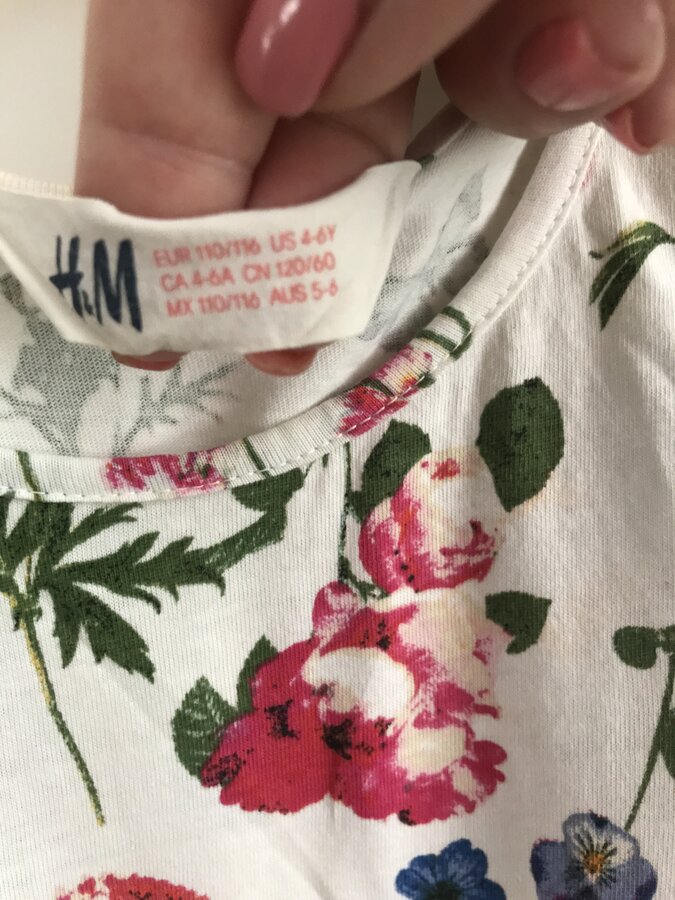 H&M
EUR 110/116 US 4-6Y
CA 4-6A CN 120/60
MX 110/116 AUS 5-6